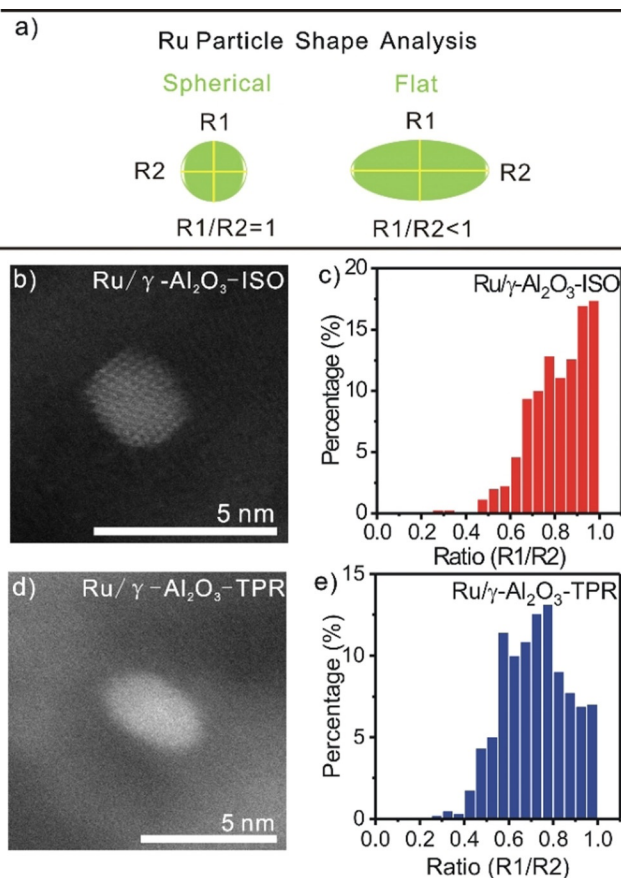 a)
Ru Particle Shape Analysis
Spherical
Flat
R1
R1
R2
R2
R1/R2=1
R1/R2<1
b)
Ru/γ-Al₂O₃-ISO
5 nm
c)
Ru/γ-Al₂O₃-ISO
20
15
10
5
0
Percentage (%)
0.0 0.2 0.4 0.6 0.8 1.0
Ratio (R1/R2)
d)
Ru/γ-Al₂O₃-TPR
5 nm
e)
Ru/γ-Al₂O₃-TPR
15
10
5
0
Percentage (%)
0.0 0.2 0.4 0.6 0.8 1.0
Ratio (R1/R2)